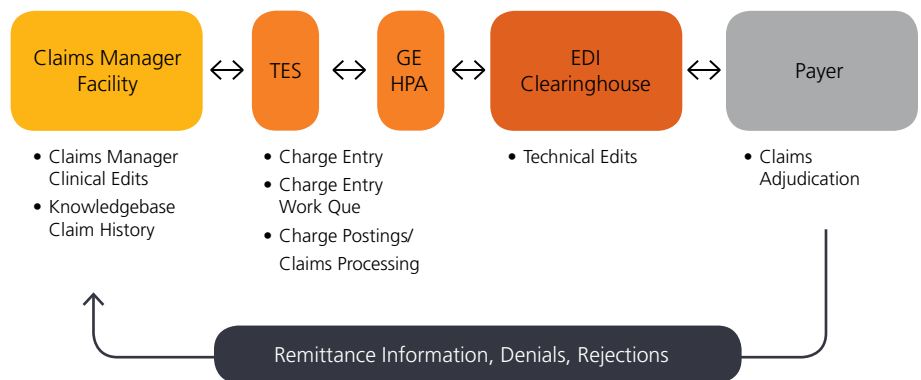 Claims Manager
Facility
TES
GE
HPA
EDI
Clearinghouse
Payer
• Claims Manager
Clinical Edits
• Knowledgebase
Claim History
• Charge Entry
• Charge Entry
Work Que
• Charge Postings/
Claims Processing
• Technical Edits
• Claims
Adjudication
Remittance Information, Denials, Rejections